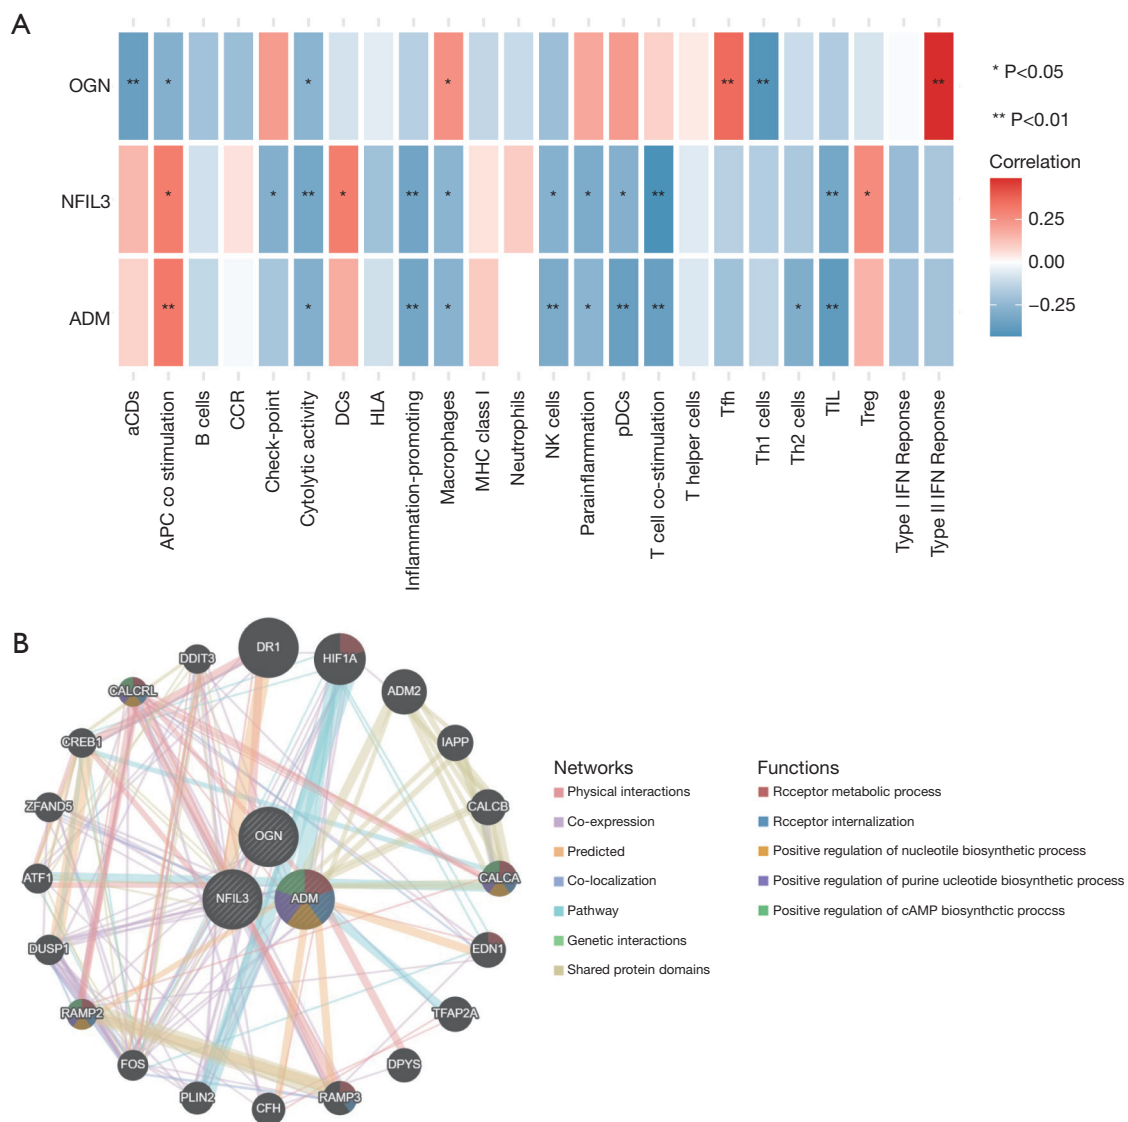 A
OGN
** * * * ** ** **
* P<0.05
** P<0.01
NFIL3
* * ** * ** * * * * ** ** *
Correlation
0.25
0.00
−0.25
ADM
** * ** * ** * ** ** * **
aCDs
APC co stimulation
B cells
CCR
Check-point
Cytolytic activity
DCs
HLA
Inflammation-promoting
Macrophages
MHC class I
Neutrophils
NK cells
Parainflammation
pDCs
T cell co-stimulation
T helper cells
Tfh
Th1 cells
Th2 cells
TIL
Treg
Type I IFN Reponse
Type II IFN Reponse
B
DR1
DDIT3
HIF1A
CALCRL
ADM2
CREB1
IAPP
ZFAND5
CALCB
OGN
ATF1
CALCA
NFIL3
ADM
DUSP1
EDN1
RAMP2
TFAP2A
FOS
DPYS
PLIN2
RAMP3
CFH
Networks
Physical interactions
Co-expression
Predicted
Co-localization
Pathway
Genetic interactions
Shared protein domains
Functions
Rcceptor metabolic process
Rcceptor internalization
Positive regulation of nucleotile biosynthetic process
Positive regulation of purine ucleotide biosynthetic process
Positive regulation of cAMP biosynthctic proccss